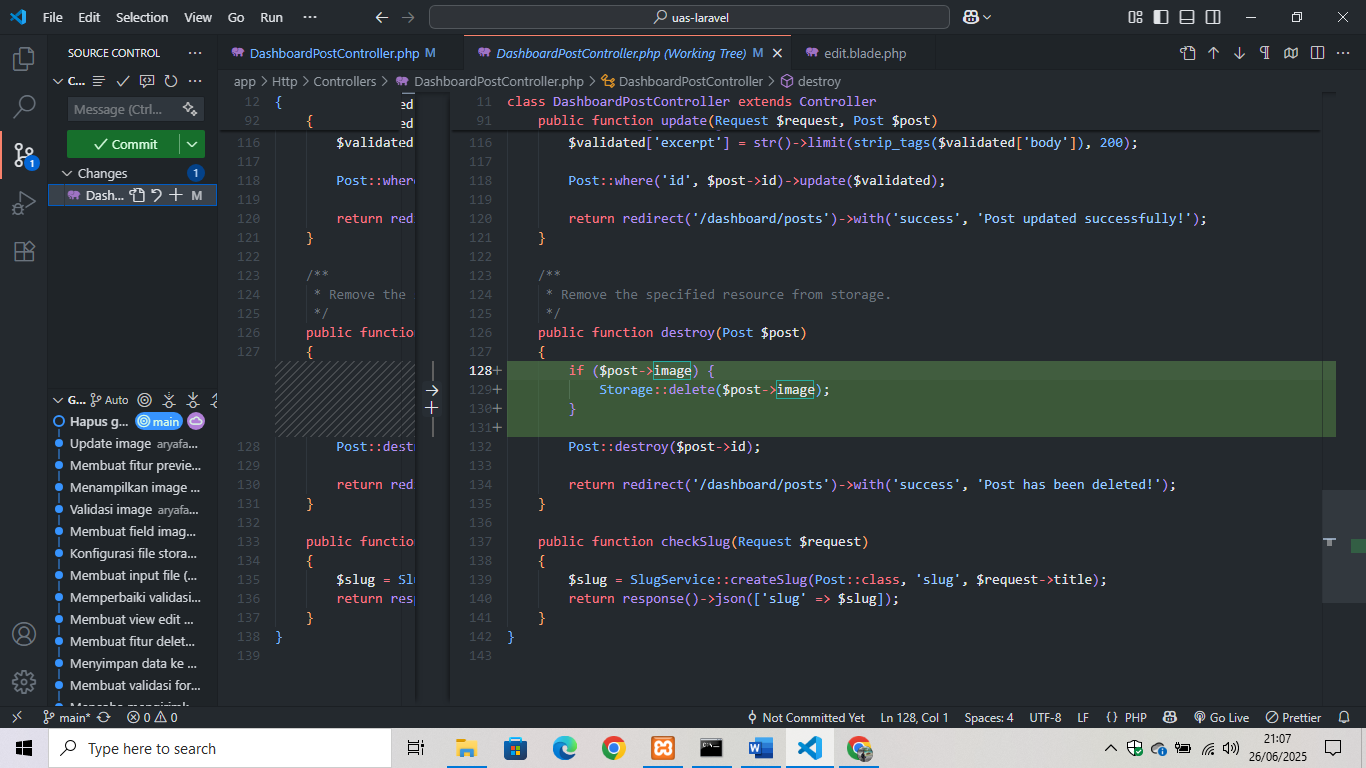 File Edit Selection View Go Run ··· uas-laravel
SOURCE CONTROL ···
DashboardPostController.php M
DashboardPostController.php (Working Tree) M
edit.blade.php
C...
Message (Ctrl...
Commit
Changes 1
Dash... M
app > Http > Controllers > DashboardPostController.php > DashboardPostController > destroy
12 {
92 {
116 $validated
117
118 Post::wher
119
120 return red
121 }
122
123 /**
124 * Remove the
125 */
126 public functio
127 {
128 Post::dest
129
130 return red
131 }
132
133 public functio
134 {
135 $slug = Sl
136 return res
137 }
138 }
139
11 class DashboardPostController extends Controller
91 public function update(Request $request, Post $post)
116 $validated['excerpt'] = str()->limit(strip_tags($validated['body']), 200);
117
118 Post::where('id', $post->id)->update($validated);
119
120 return redirect('/dashboard/posts')->with('success', 'Post updated successfully!');
121 }
122
123 /**
124 * Remove the specified resource from storage.
125 */
126 public function destroy(Post $post)
127 {
128+ if ($post->image) {
129+ Storage::delete($post->image);
130+ }
131+
132 Post::destroy($post->id);
133
134 return redirect('/dashboard/posts')->with('success', 'Post has been deleted!');
135 }
136
137 public function checkSlug(Request $request)
138 {
139 $slug = SlugService::createSlug(Post::class, 'slug', $request->title);
140 return response()->json(['slug' => $slug]);
141 }
142 }
143
G... Auto
Hapus g... main
Update image aryafa...
Membuat fitur previe...
Menampilkan image ...
Validasi image aryafa...
Membuat field imag...
Konfigurasi file stora...
Membuat input file (...
Memperbaiki validasi...
Membuat view edit ...
Membuat fitur delet...
Menyimpan data ke ...
Membuat validasi for...
main* 0 0 Not Committed Yet Ln 128, Col 1 Spaces: 4 UTF-8 LF {} PHP Go Live Prettier
Type here to search
21:07
26/06/2025